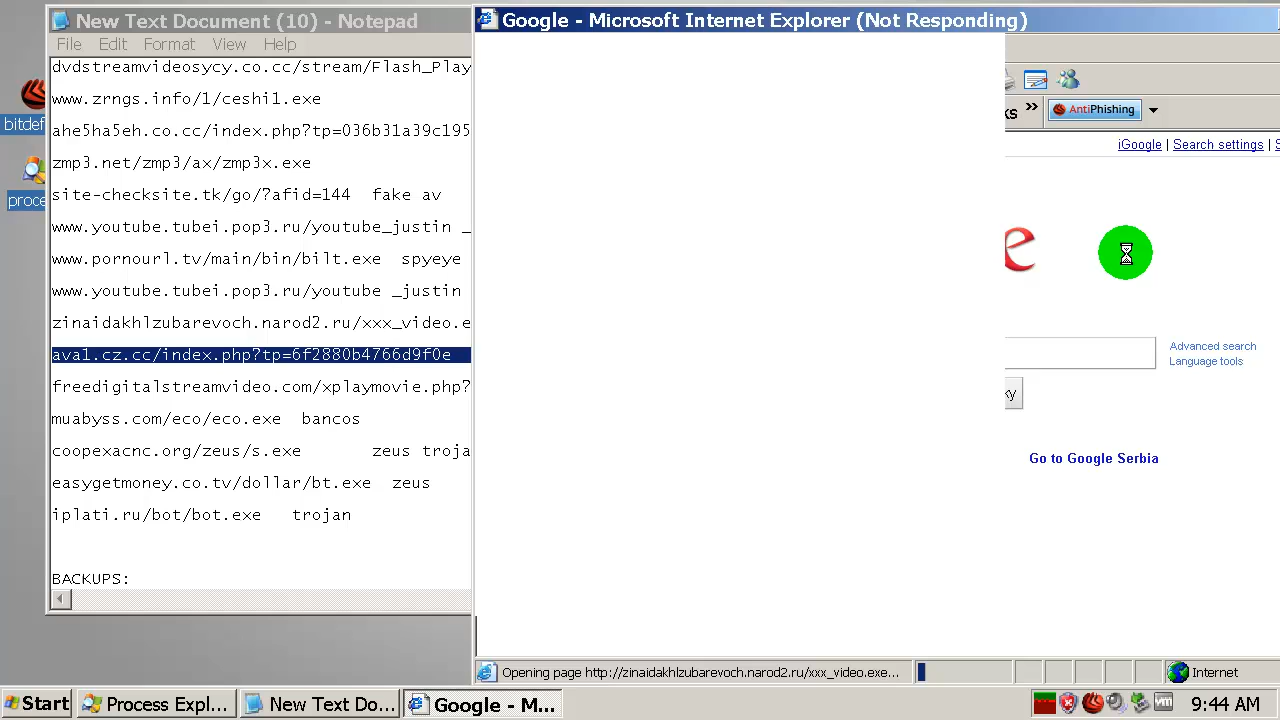 New Text Document (10) - Notepad
File Edit Format View Help
dvdstreamvideosycy.co.cc/stream/Flash_Play
www.zrngs.info/1/ceshi1.exe
ahe5ha5eh.co.cc/index.php?tp=036b31a39c195
zmp3.net/zmp3/ax/zmp3x.exe
site-checksite.tk/go/?afid=144 fake av
www.youtube.tubei.pop3.ru/youtube_justin _
www.pornourl.tv/main/bin/bilt.exe spyeye
www.youtube.tubei.pop3.ru/youtube _justin
zinaidakhlzubarevoch.narod2.ru/xxx_video.e
ava1.cz.cc/index.php?tp=6f2880b4766d9f0e
freedigitalstreamvideo.com/xplaymovie.php?
muabyss.com/eco/eco.exe bancos
coopexacnc.org/zeus/s.exe zeus troja
easygetmoney.co.tv/dollar/bt.exe zeus
iplati.ru/bot/bot.exe trojan
BACKUPS:
bitdef
proce
Google - Microsoft Internet Explorer (Not Responding)
ks » AntiPhishing
iGoogle | Search settings | S
e
Advanced search
Language tools
ky
Go to Google Serbia
Opening page http://zinaidakhlzubarevoch.narod2.ru/xxx_video.exe...
Internet
Start Process Expl... New Text Do... Google - M... vm 9:44 AM